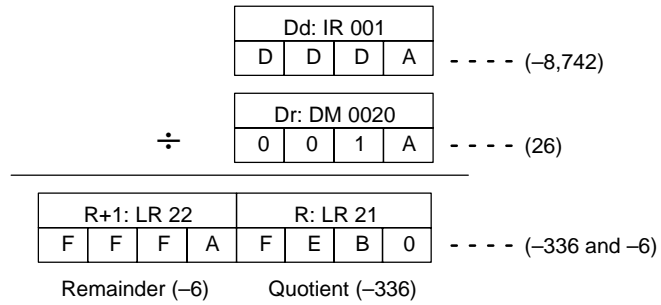 Dd: IR 001
D D D A - - - - (–8,742)
Dr: DM 0020
÷ 0 0 1 A - - - - (26)
R+1: LR 22 R: LR 21
F F F A F E B 0 - - - - (–336 and –6)
Remainder (–6) Quotient (–336)